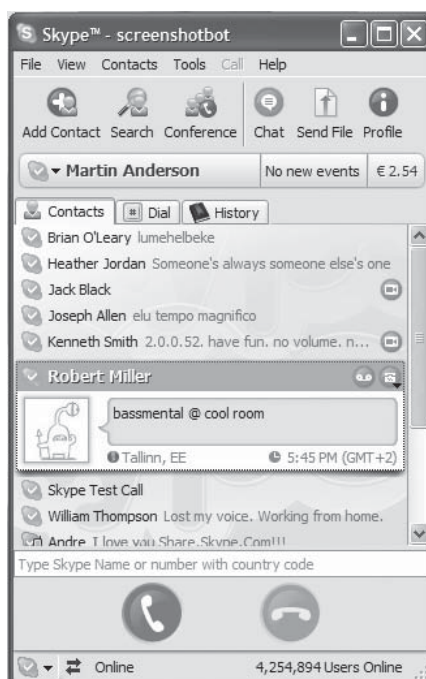 Skype™ - screenshotbot
File View Contacts Tools Call Help
Add Contact Search Conference Chat Send File Profile
Martin Anderson No new events € 2.54
Contacts # Dial History
Brian O'Leary lumehelbeke
Heather Jordan Someone's always someone else's one
Jack Black
Joseph Allen elu tempo magnifico
Kenneth Smith 2.0.0.52. have fun. no volume. n...
Robert Miller
bassmental @ cool room
Tallinn, EE 5:45 PM (GMT+2)
Skype Test Call
William Thompson Lost my voice. Working from home.
Andre I love you Share.Skype.Com!!!
Type Skype Name or number with country code
Online 4,254,894 Users Online